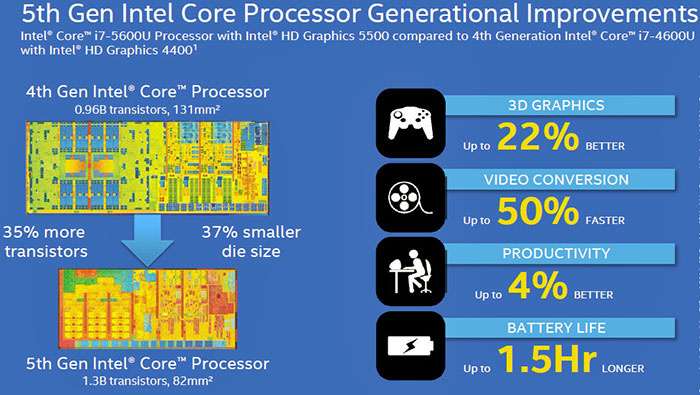 5th Gen Intel Core Processor Generational Improvements
Intel® Core™ i7-5600U Processor with Intel® HD Graphics 5500 compared to 4th Generation Intel® Core™ i7-4600U
with Intel® HD Graphics 4400¹
4th Gen Intel® Core™ Processor
0.96B transistors, 131mm²
35% more
transistors
37% smaller
die size
5th Gen Intel® Core™ Processor
1.3B transistors, 82mm²
3D GRAPHICS
Up to 22% BETTER
VIDEO CONVERSION
Up to 50% FASTER
PRODUCTIVITY
Up to 4% BETTER
BATTERY LIFE
Up to 1.5Hr LONGER